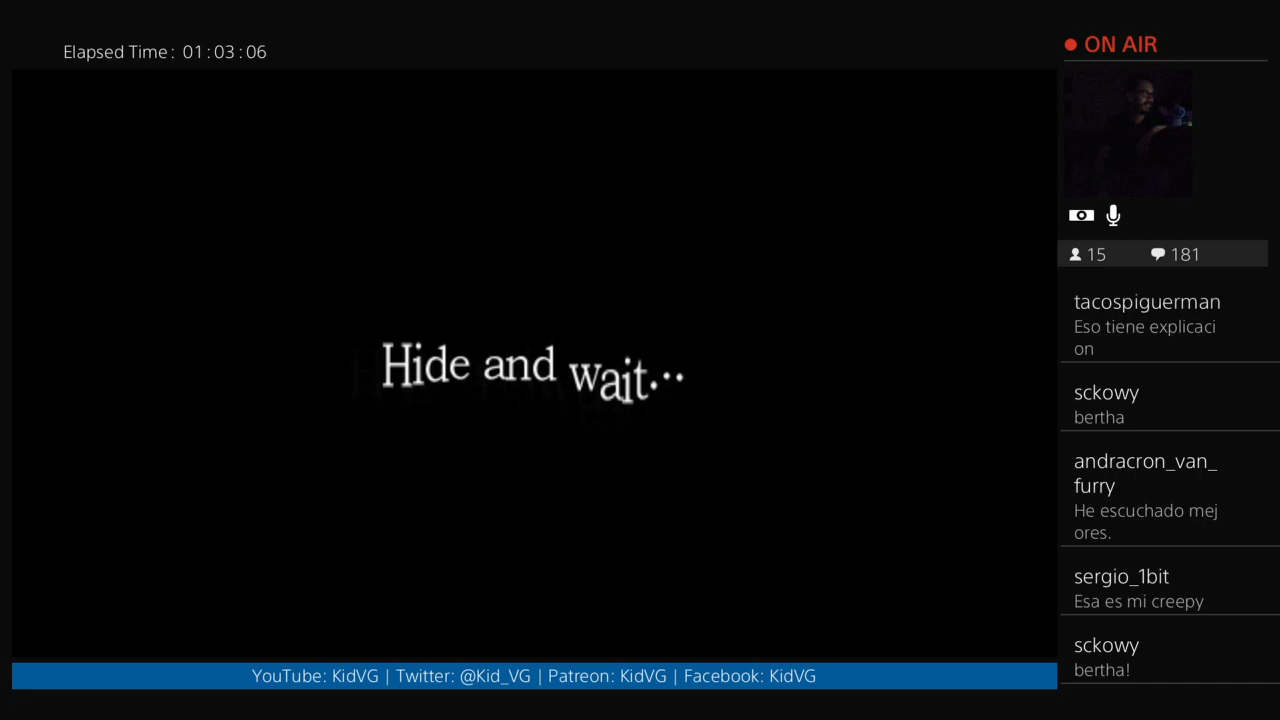 Elapsed Time: 01:03:06
ON AIR
Hide and wait...
15 181
tacospiguerman
Eso tiene explicaci
on
sckowy
bertha
andracron_van_
furry
He escuchado mej
ores.
sergio_1bit
Esa es mi creepy
sckowy
bertha!
YouTube: KidVG | Twitter: @Kid_VG | Patreon: KidVG | Facebook: KidVG